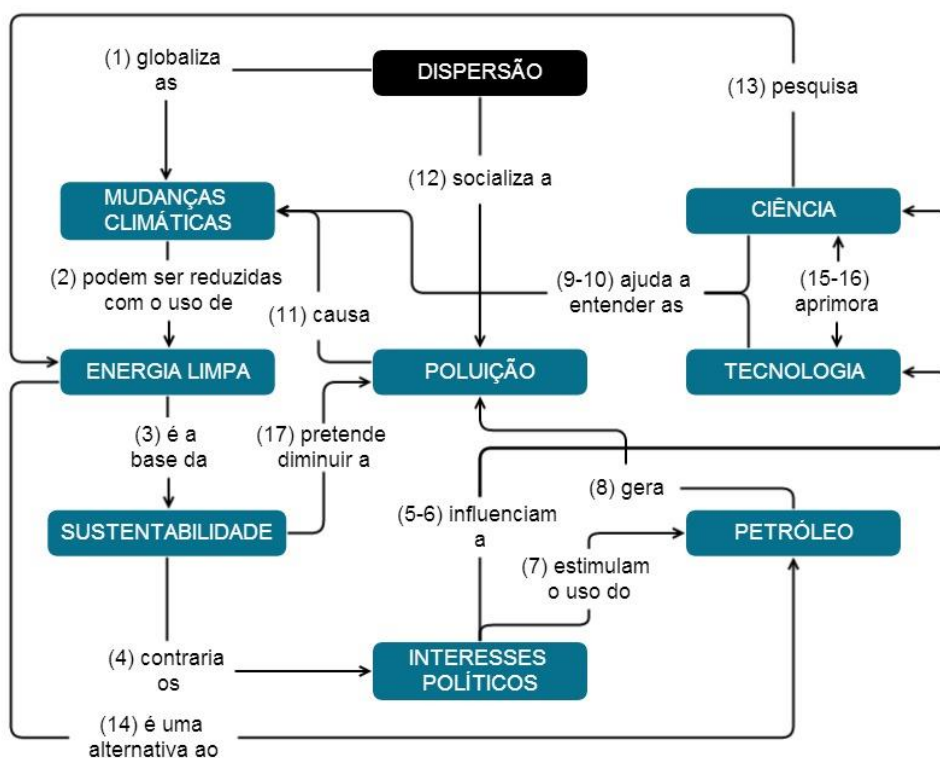 (1) globaliza
as
DISPERSÃO
(13) pesquisa
(12) socializa a
MUDANÇAS
CLIMÁTICAS
CIÊNCIA
(2) podem ser reduzidas
com o uso de
(11) causa
(9-10) ajuda a
entender as
(15-16)
aprimora
ENERGIA LIMPA
POLUIÇÃO
TECNOLOGIA
(3) é a
base da
(17) pretende
diminuir a
(5-6) influenciam
a
(8) gera
SUSTENTABILIDADE
PETRÓLEO
(7) estimulam
o uso do
(4) contraria
os
INTERESSES
POLÍTICOS
(14) é uma
alternativa ao